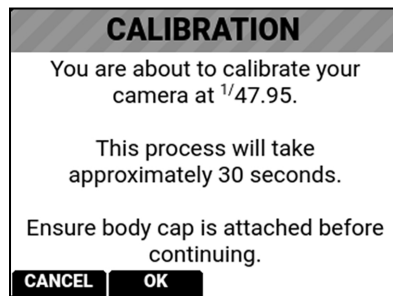 CALIBRATION
You are about to calibrate your
camera at 1/47.95.
This process will take
approximately 30 seconds.
Ensure body cap is attached before
continuing.
CANCEL OK